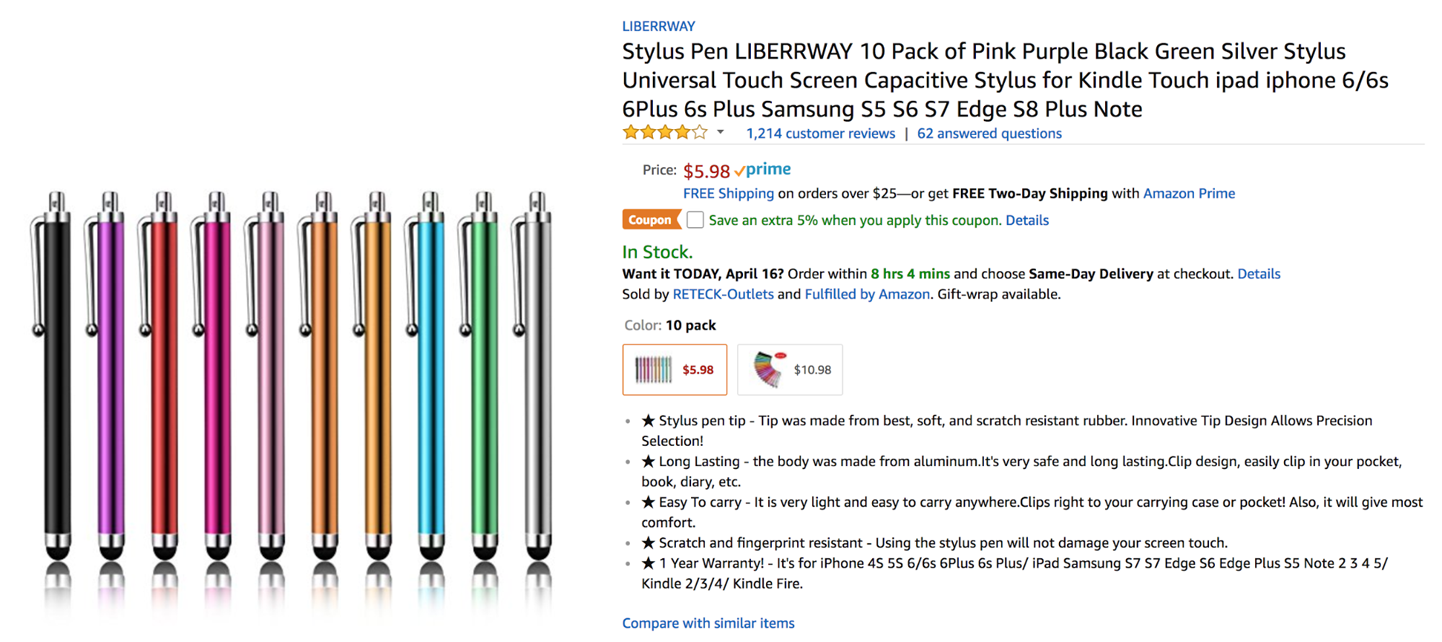 LIBERRWAY
Stylus Pen LIBERRWAY 10 Pack of Pink Purple Black Green Silver Stylus
Universal Touch Screen Capacitive Stylus for Kindle Touch ipad iphone 6/6s
6Plus 6s Plus Samsung S5 S6 S7 Edge S8 Plus Note
1,214 customer reviews | 62 answered questions
Price: $5.98 prime
FREE Shipping on orders over $25—or get FREE Two-Day Shipping with Amazon Prime
Coupon Save an extra 5% when you apply this coupon. Details
In Stock.
Want it TODAY, April 16? Order within 8 hrs 4 mins and choose Same-Day Delivery at checkout. Details
Sold by RETECK-Outlets and Fulfilled by Amazon. Gift-wrap available.
Color: 10 pack
$5.98 $10.98
• ★ Stylus pen tip - Tip was made from best, soft, and scratch resistant rubber. Innovative Tip Design Allows Precision
Selection!
• ★ Long Lasting - the body was made from aluminum.It's very safe and long lasting.Clip design, easily clip in your pocket,
book, diary, etc.
• ★ Easy To carry - It is very light and easy to carry anywhere.Clips right to your carrying case or pocket! Also, it will give most
comfort.
• ★ Scratch and fingerprint resistant - Using the stylus pen will not damage your screen touch.
• ★ 1 Year Warranty! - It's for iPhone 4S 5S 6/6s 6Plus 6s Plus/ iPad Samsung S7 S7 Edge S6 Edge Plus S5 Note 2 3 4 5/
Kindle 2/3/4/ Kindle Fire.
Compare with similar items